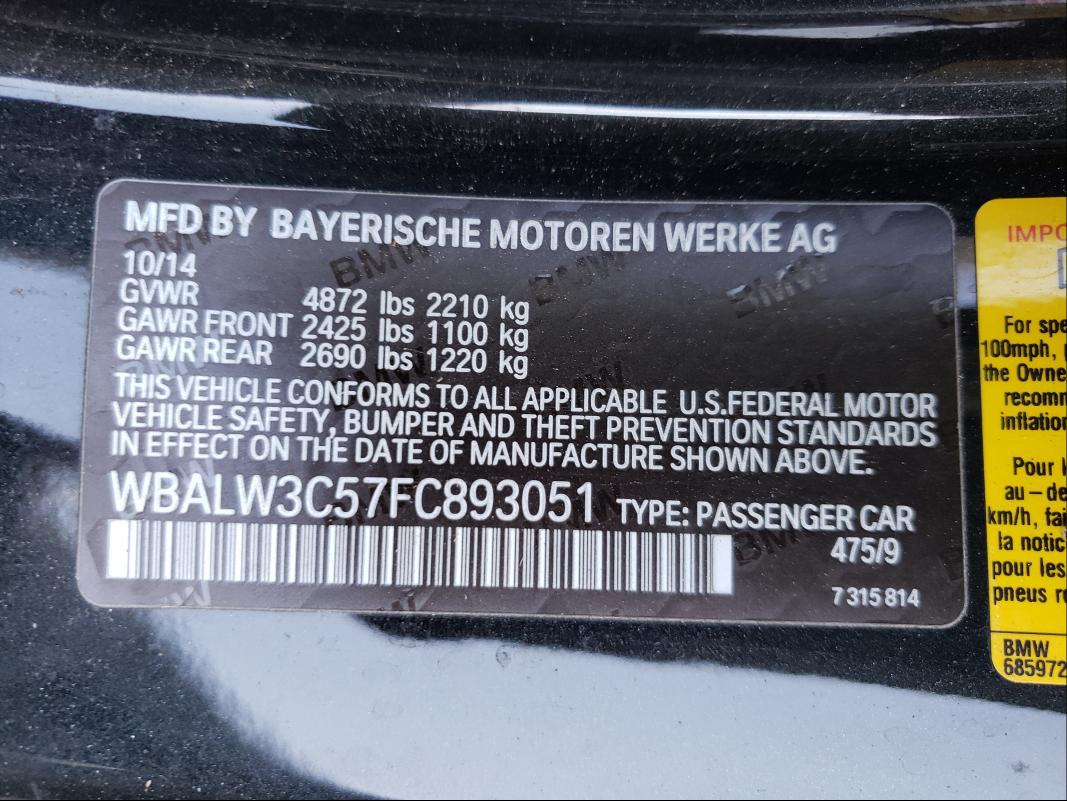 MFD BY BAYERISCHE MOTOREN WERKE AG
10/14
GVWR 4872 lbs 2210 kg
GAWR FRONT 2425 lbs 1100 kg
GAWR REAR 2690 lbs 1220 kg
THIS VEHICLE CONFORMS TO ALL APPLICABLE U.S.FEDERAL MOTOR
VEHICLE SAFETY, BUMPER AND THEFT PREVENTION STANDARDS
IN EFFECT ON THE DATE OF MANUFACTURE SHOWN ABOVE.
WBALW3C57FC893051 TYPE: PASSENGER CAR
475/9
7 315 814
IMPO
For spe
100mph,
the Owne
recomm
inflation
Pour
au – de
km/h, fai
la notic
pour les
pneus r
BMW
685972